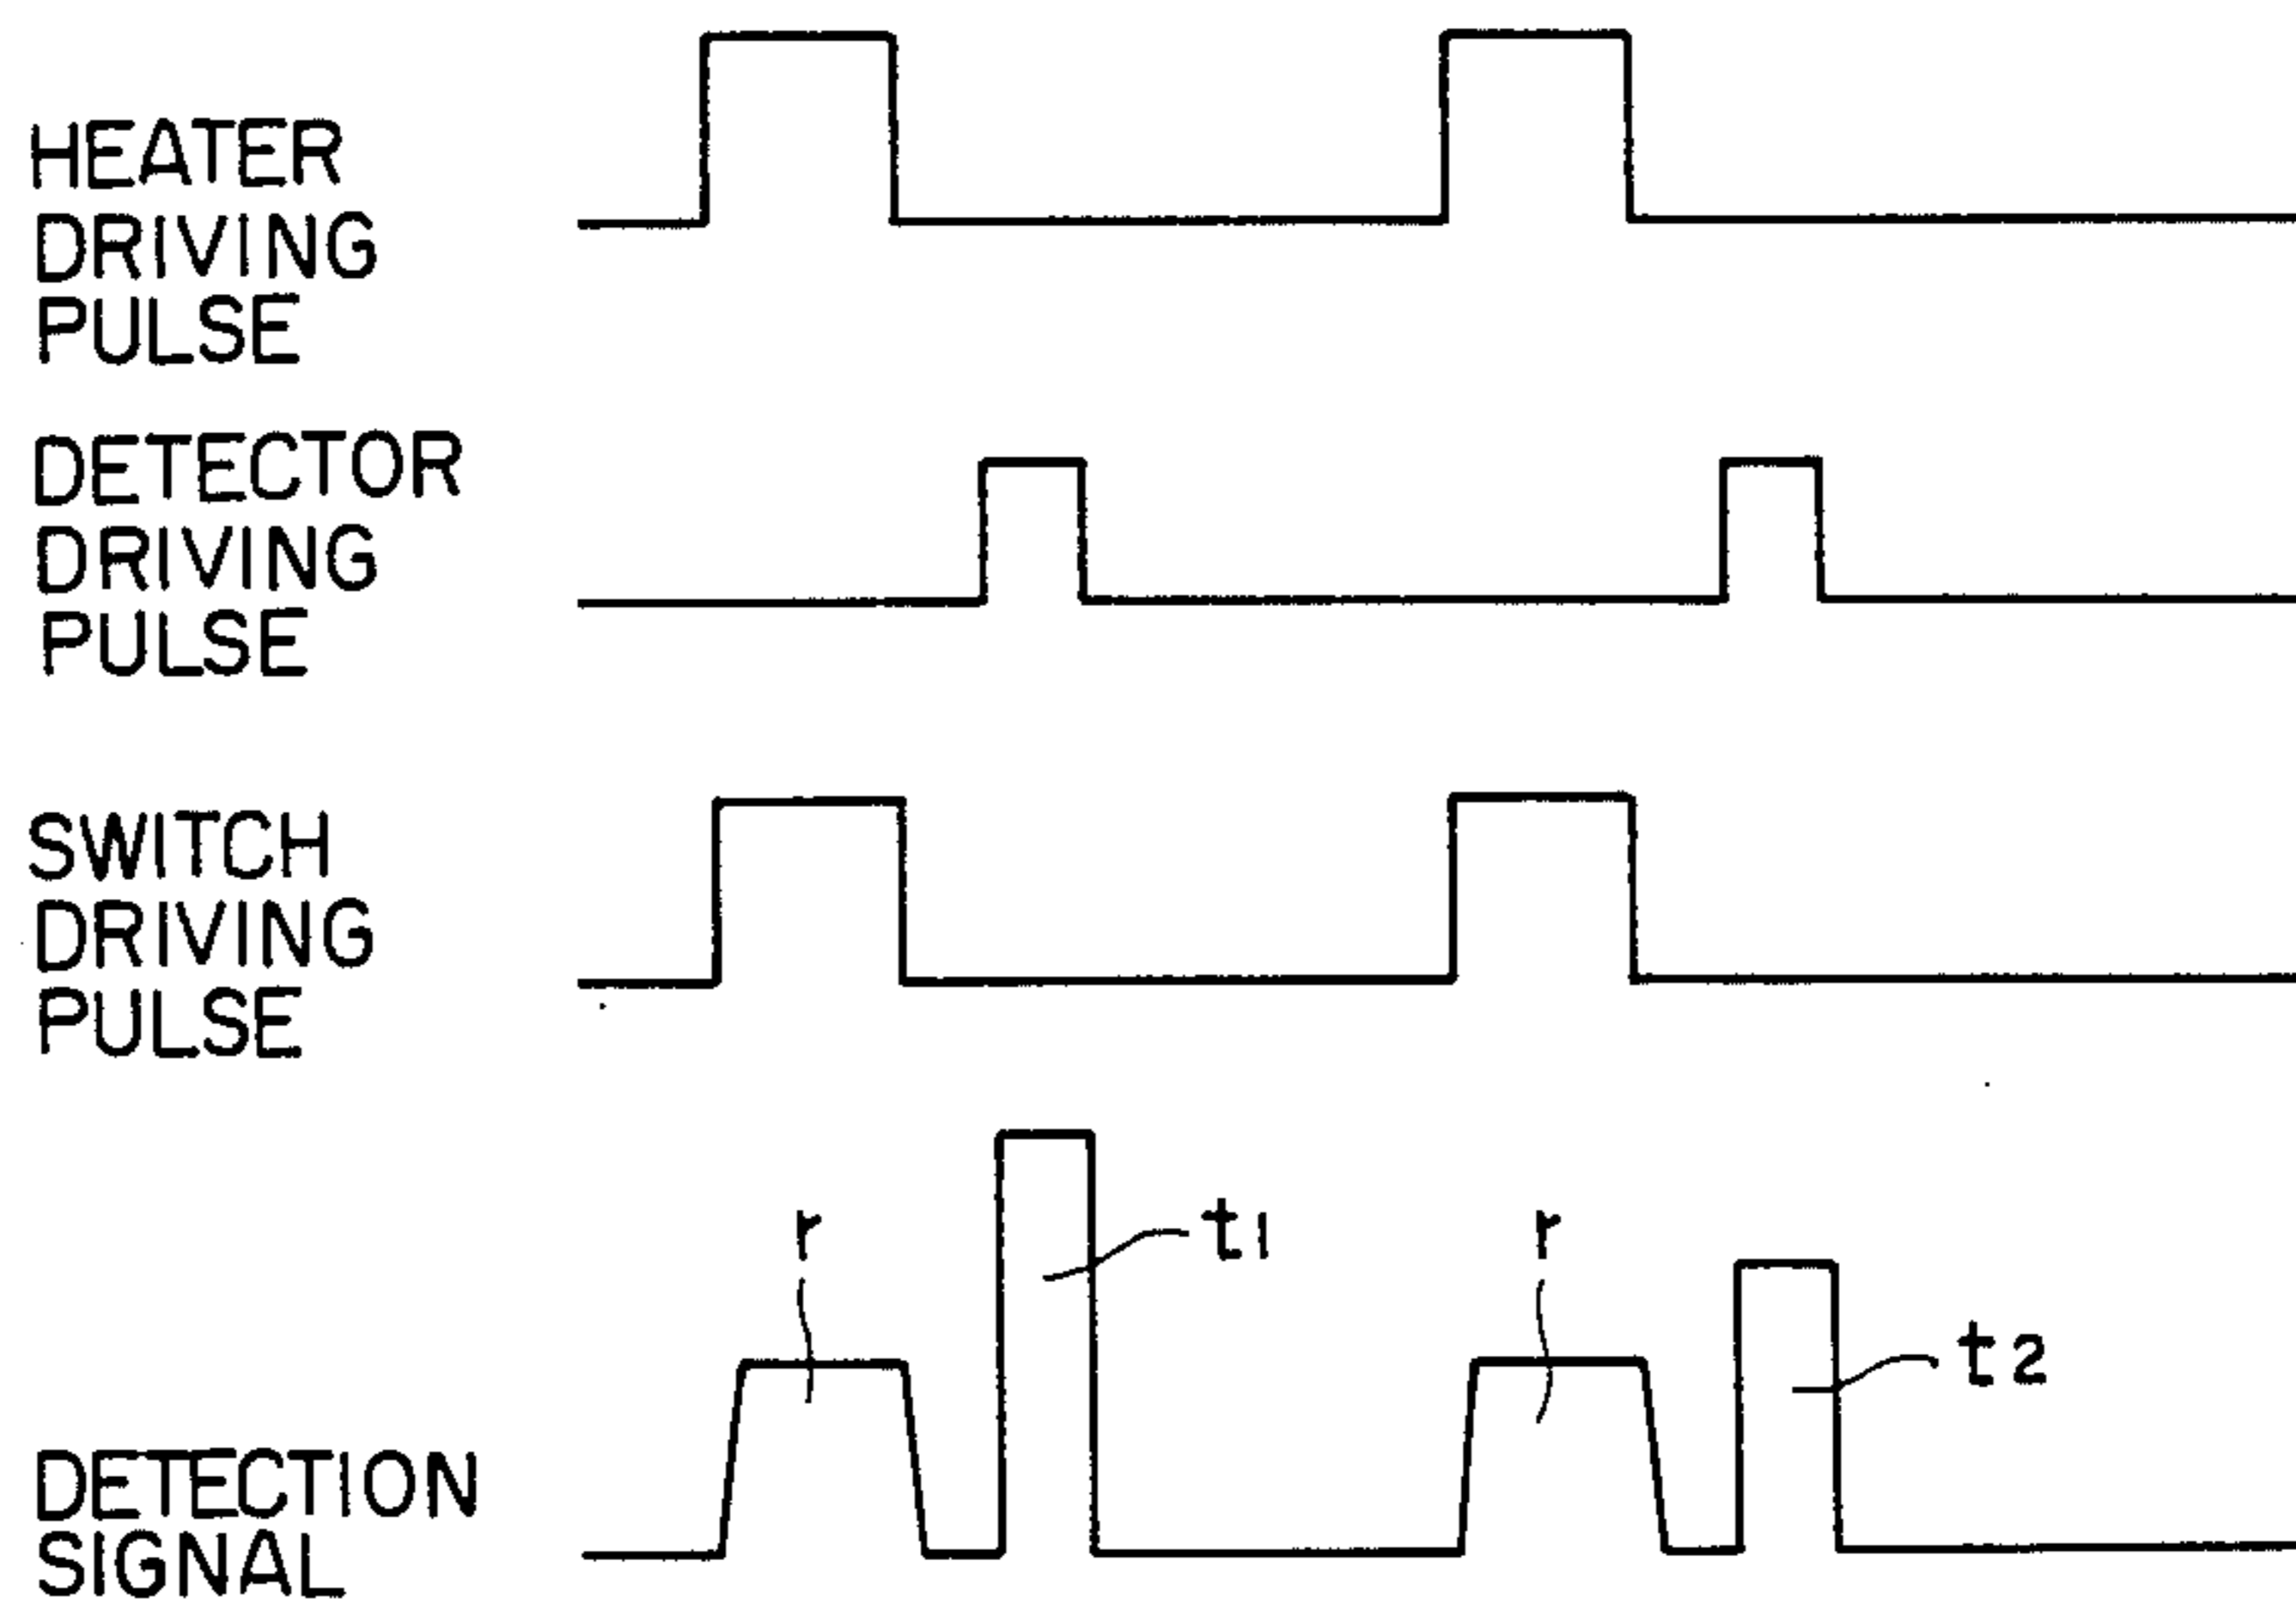 HEATER
DRIVING
PULSE
DETECTOR
DRIVING
PULSE
SWITCH
DRIVING
PULSE
r
t1
r
t2
DETECTION
SIGNAL